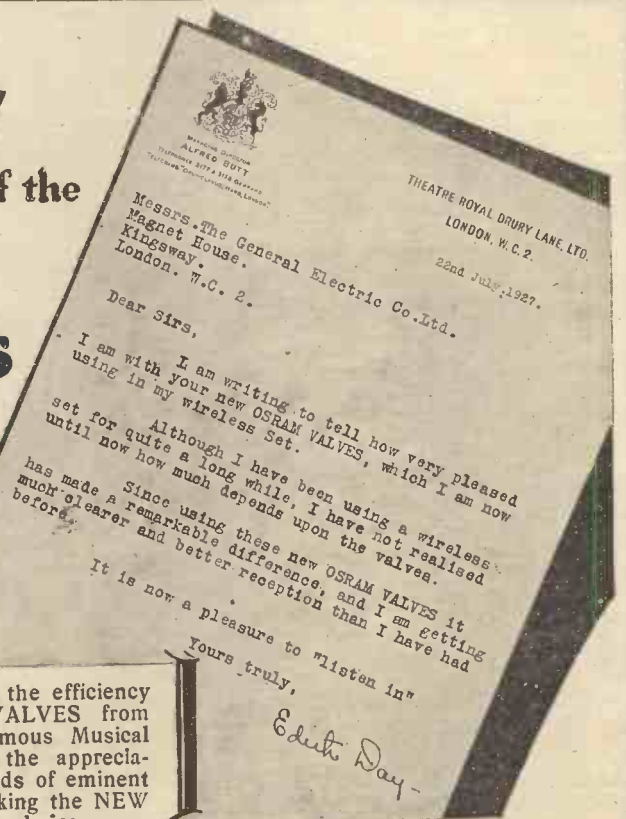 f the
s
MANAGING DIRECTOR
ALFRED BUTT
THEATRE ROYAL DRURY LANE, LTD.
LONDON, W.C.2.
22nd July, 1927.
Messrs. The General Electric Co.Ltd.
Magnet House.
Kingsway.
London. W.C. 2.
Dear Sirs,
I am writing to tell how very pleased
I am with your new OSRAM VALVES, which I am now
using in my wireless Set.
Although I have been using a wireless
set for quite a long while, I have not realised
until now how much depends upon the valves.
Since using these new OSRAM VALVES it
has made a remarkable difference, and I am getting
much clearer and better reception than I have had
before.
It is now a pleasure to "listen in"
Yours truly,
Edith Day -
the efficiency
VALVES from
mous Musical
the apprecia-
ds of eminent
king the NEW